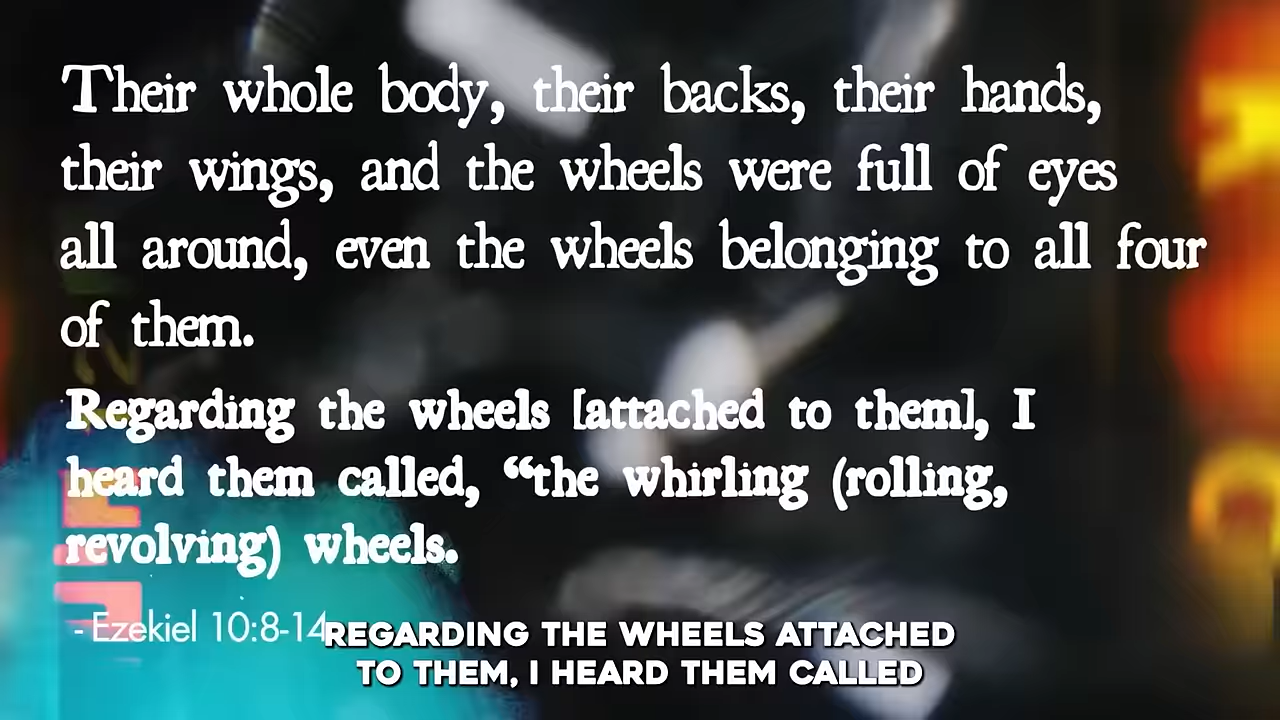 Their whole body, their backs, their hands,
their wings, and the wheels were full of eyes
all around, even the wheels belonging to all four
of them.
Regarding the wheels [attached to them], I
heard them called, “the whirling (rolling,
revolving) wheels.
- Ezekiel 10:8-14
REGARDING THE WHEELS ATTACHED
TO THEM, I HEARD THEM CALLED